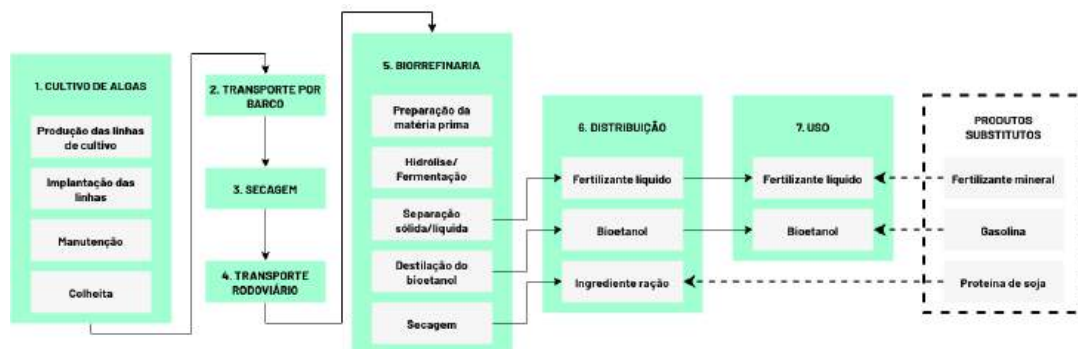 1. CULTIVO DE ALGAS
Produção das linhas
de cultivo
Implantação das
linhas
Manutenção
Colheita
2. TRANSPORTE POR
BARCO
3. SECAGEM
4. TRANSPORTE
RODOVIÁRIO
5. BIORREFINARIA
Preparação da
matéria prima
Hidrólise/
Fermentação
Separação
sólida/líquida
Destilação do
bioetanol
Secagem
6. DISTRIBUIÇÃO
Fertilizante líquido
Bioetanol
Ingrediente ração
7. USO
Fertilizante líquido
Bioetanol
PRODUTOS
SUBSTITUTOS
Fertilizante mineral
Gasolina
Proteína de soja